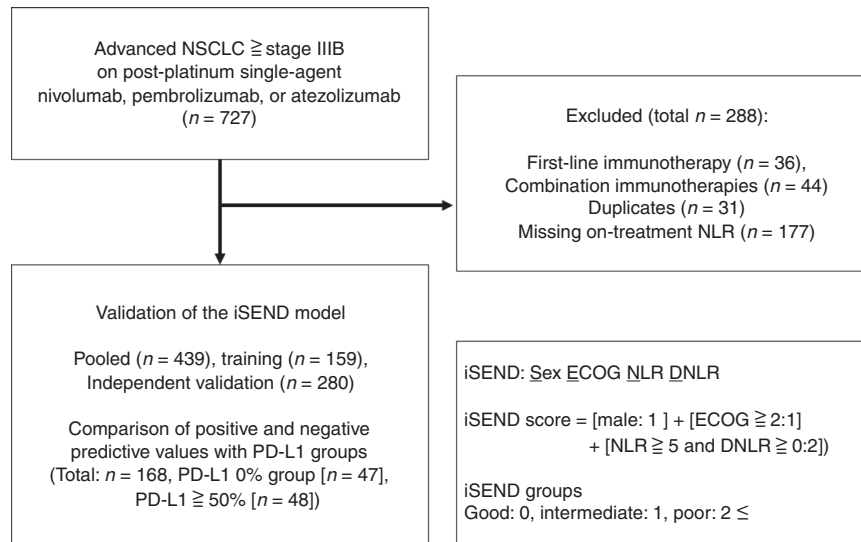 Advanced NSCLC ≧ stage IIIB
on post-platinum single-agent
nivolumab, pembrolizumab, or atezolizumab
(n = 727)
Excluded (total n = 288):
First-line immunotherapy (n = 36),
Combination immunotherapies (n = 44)
Duplicates (n = 31)
Missing on-treatment NLR (n = 177)
Validation of the iSEND model
Pooled (n = 439), training (n = 159),
Independent validation (n = 280)
Comparison of positive and negative
predictive values with PD-L1 groups
(Total: n = 168, PD-L1 0% group [n = 47],
PD-L1 ≧ 50% [n = 48])
iSEND: Sex ECOG NLR DNLR
iSEND score = [male: 1 ] + [ECOG ≧ 2:1]
+ [NLR ≧ 5 and DNLR ≧ 0:2])
iSEND groups
Good: 0, intermediate: 1, poor: 2 ≤